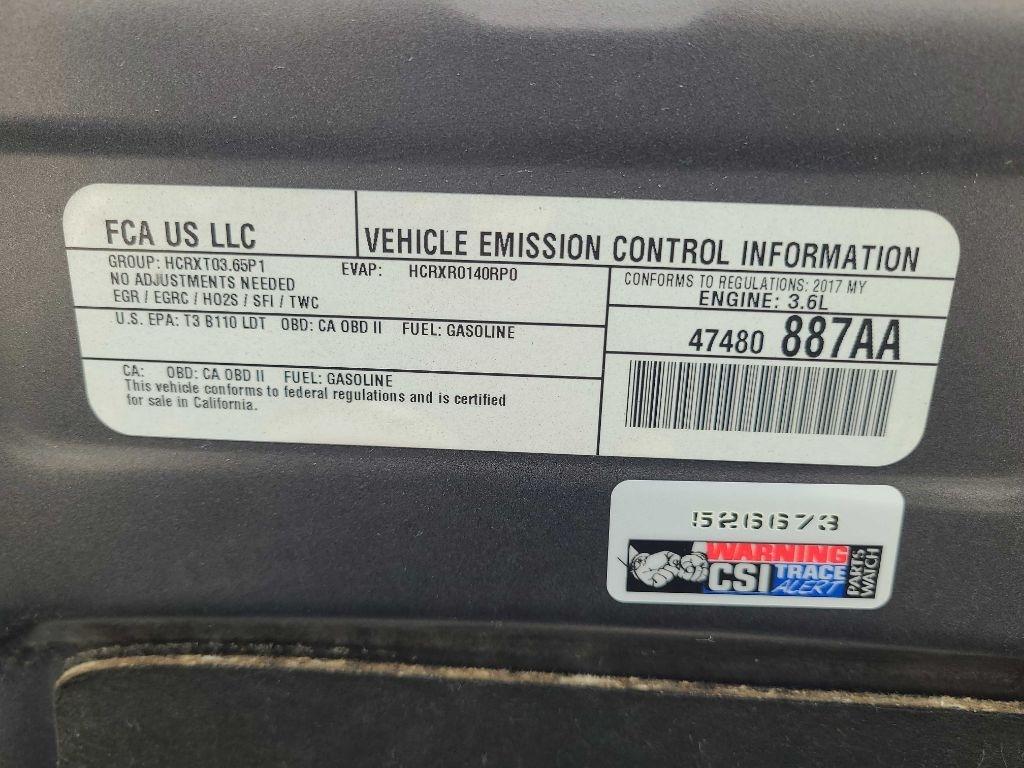 FCA US LLC
VEHICLE EMISSION CONTROL INFORMATION
GROUP: HCRXT03.65P1
EVAP: HCRXR0140RP0
NO ADJUSTMENTS NEEDED
EGR / EGRC / HO2S / SFI / TWC
CONFORMS TO REGULATIONS: 2017 MY
ENGINE: 3.6L
U.S. EPA: T3 B110 LDT OBD: CA OBD II FUEL: GASOLINE
47480 887AA
CA: OBD: CA OBD II FUEL: GASOLINE
This vehicle conforms to federal regulations and is certified
for sale in California.
526673
WARNING
CSI TRACE
ALERT
PARTS
WATCH